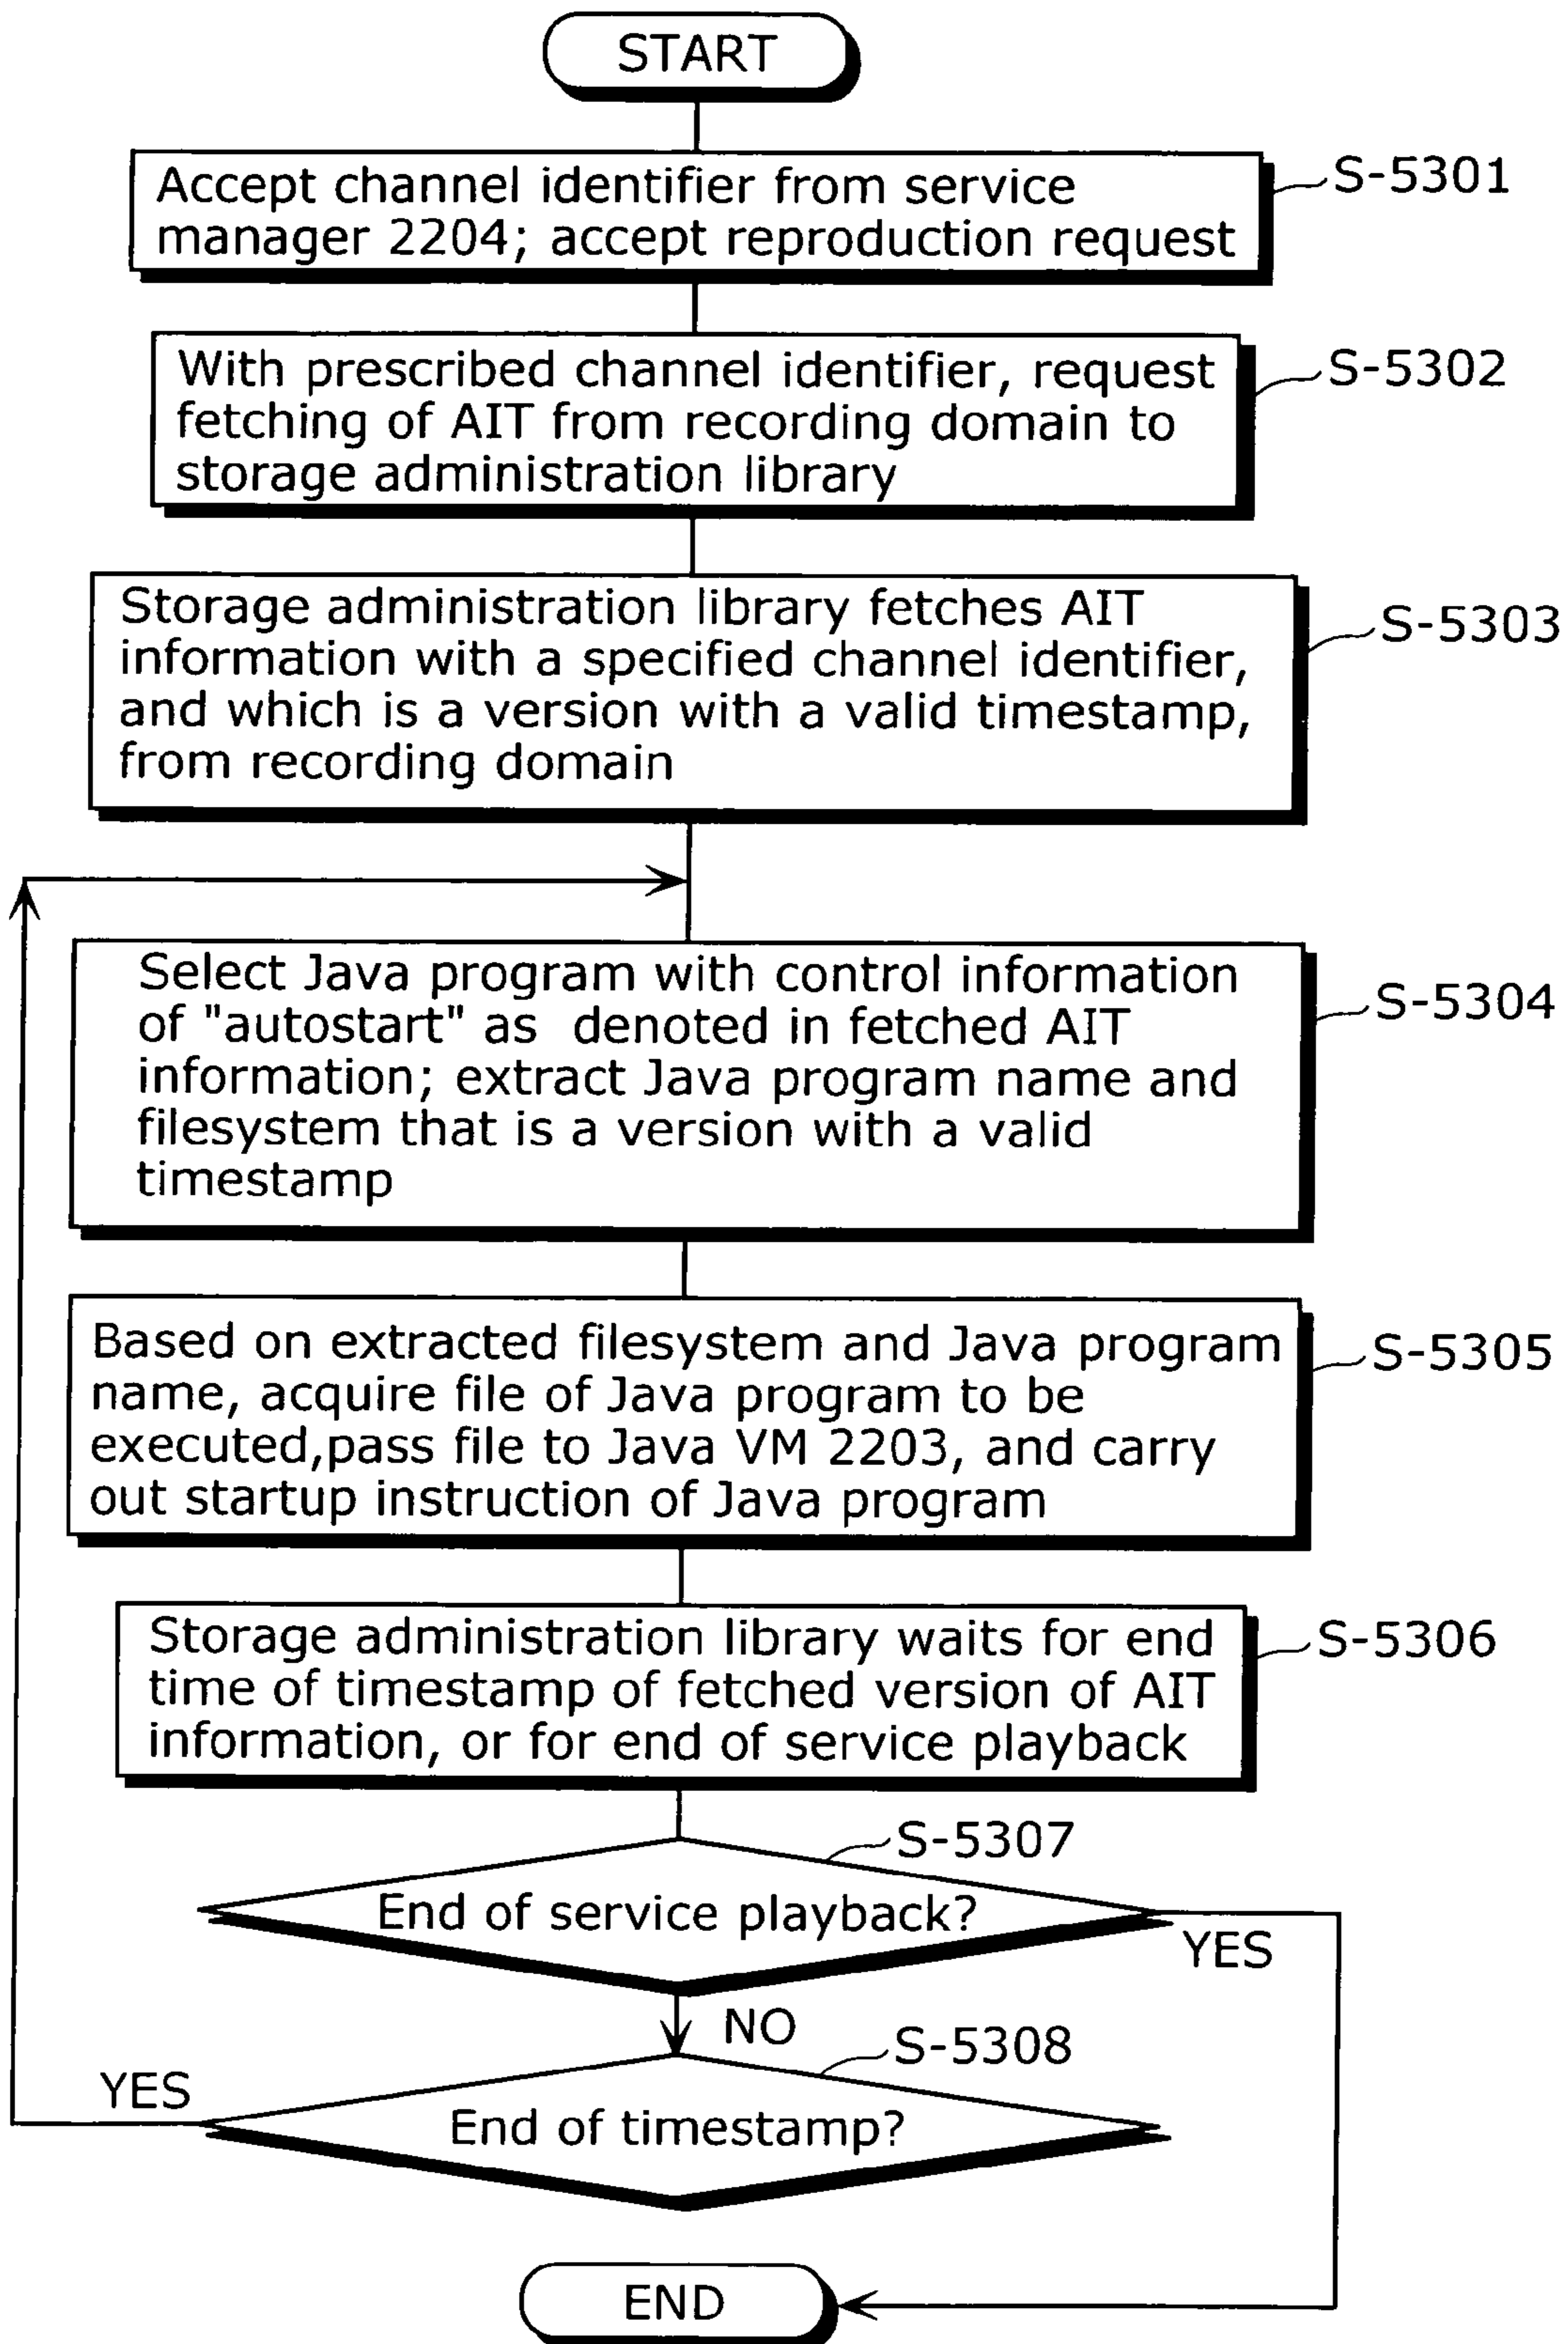 START
Accept channel identifier from service
manager 2204; accept reproduction request
S-5301
With prescribed channel identifier, request
fetching of AIT from recording domain to
storage administration library
S-5302
Storage administration library fetches AIT
information with a specified channel identifier,
and which is a version with a valid timestamp,
from recording domain
S-5303
Select Java program with control information
of "autostart" as denoted in fetched AIT
information; extract Java program name and
filesystem that is a version with a valid
timestamp
S-5304
Based on extracted filesystem and Java program
name, acquire file of Java program to be
executed,pass file to Java VM 2203, and carry
out startup instruction of Java program
S-5305
Storage administration library waits for end
time of timestamp of fetched version of AIT
information, or for end of service playback
S-5306
S-5307
End of service playback?
YES
NO
S-5308
YES
End of timestamp?
END